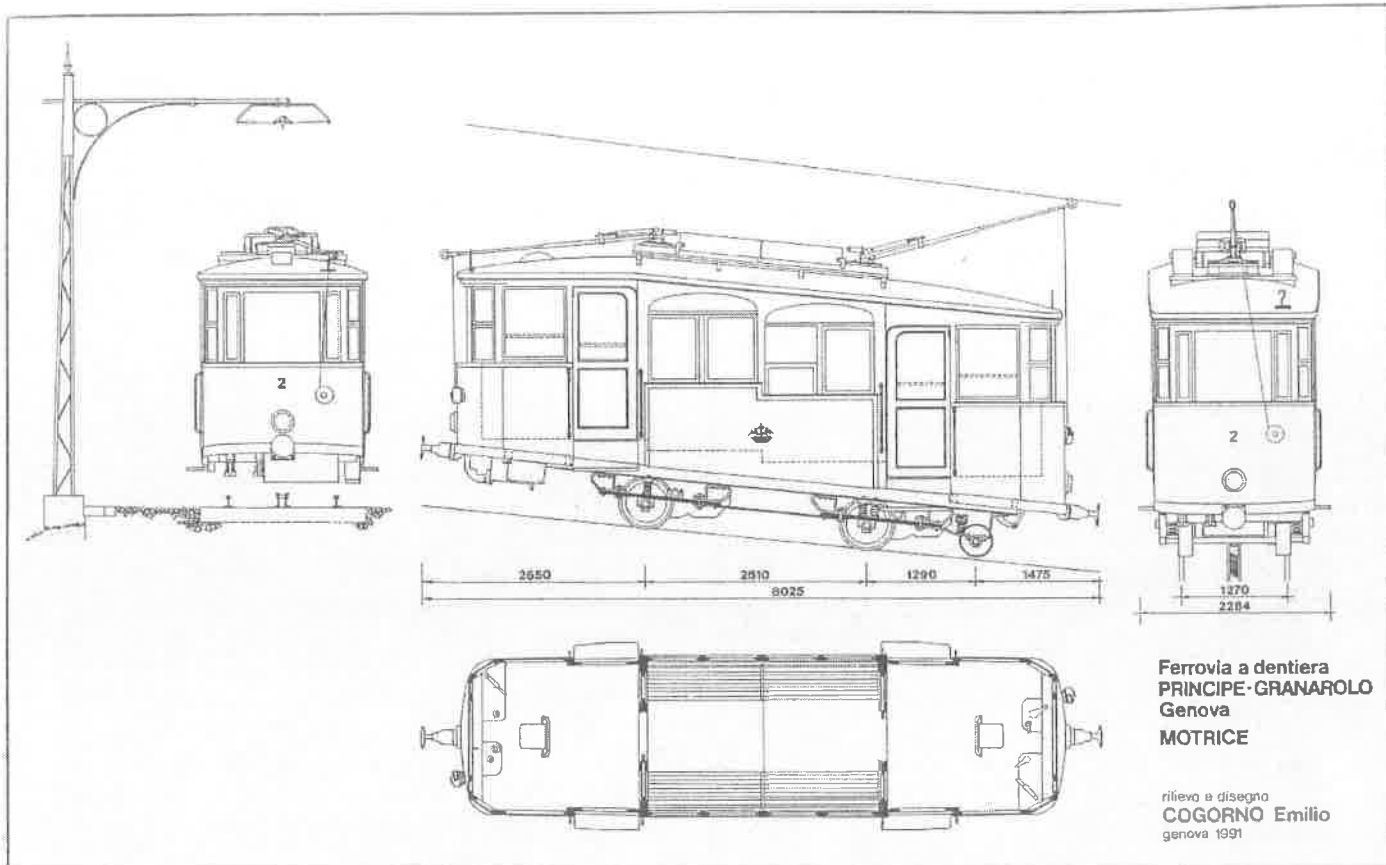 2
7
2
2650
2610
1290
1475
8025
1270
2284
Ferrovia a dentiera
PRINCIPE-GRANAROLO
Genova
MOTRICE
rilievo e disegno
COGORNO Emilio
genova 1991